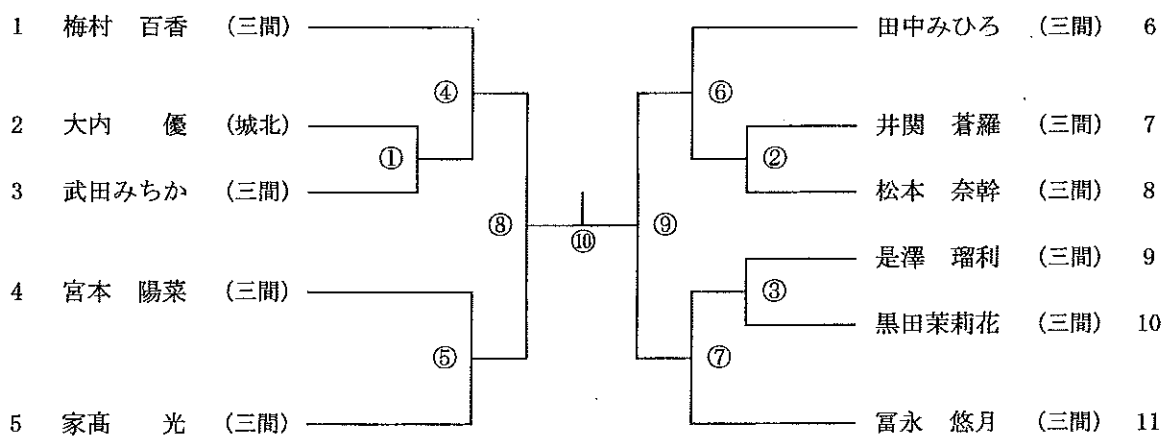 1 梅村 百香 (三間)
2 大内 優 (城北)
3 武田みちか (三間)
4 宮本 陽菜 (三間)
5 家髙 光 (三間)
④
①
⑧
⑤
⑩
⑨
⑥
②
③
⑦
田中みひろ (三間) 6
井関 蒼羅 (三間) 7
松本 奈幹 (三間) 8
是澤 瑠利 (三間) 9
黒田茉莉花 (三間) 10
冨永 悠月 (三間) 11